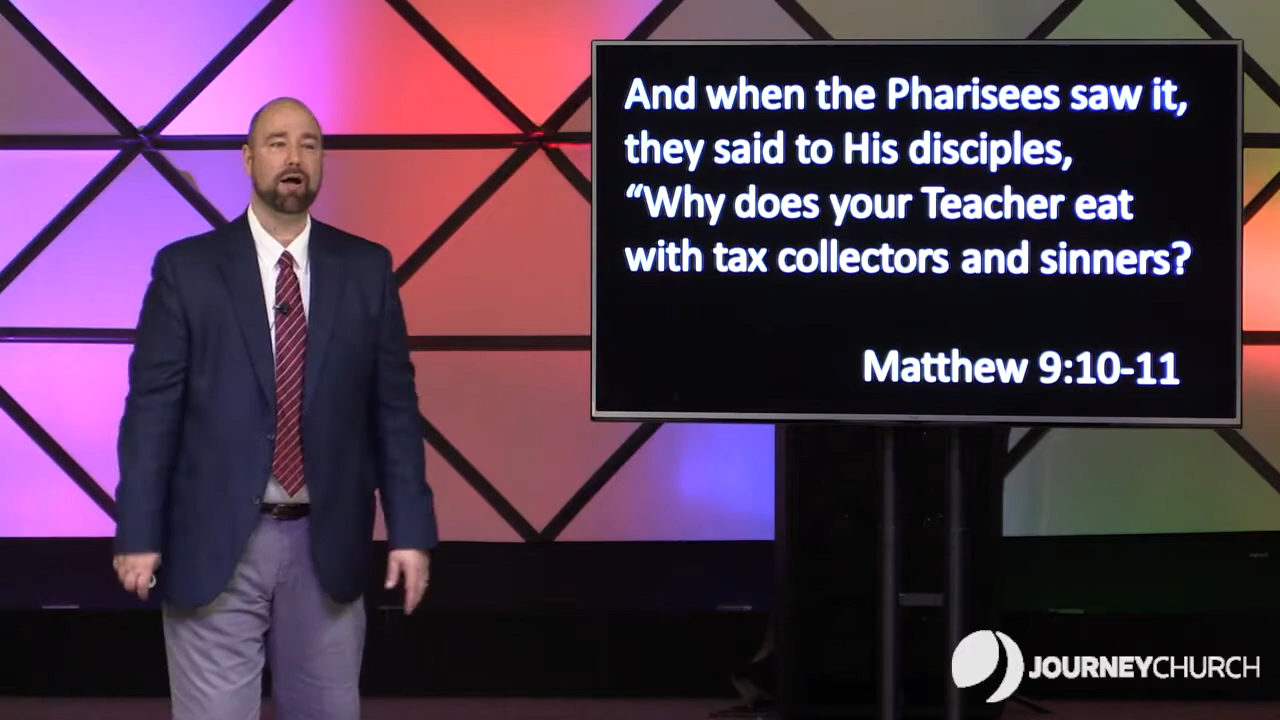 And when the Pharisees saw it,
they said to His disciples,
“Why does your Teacher eat
with tax collectors and sinners?
Matthew 9:10-11
JOURNEYCHURCH